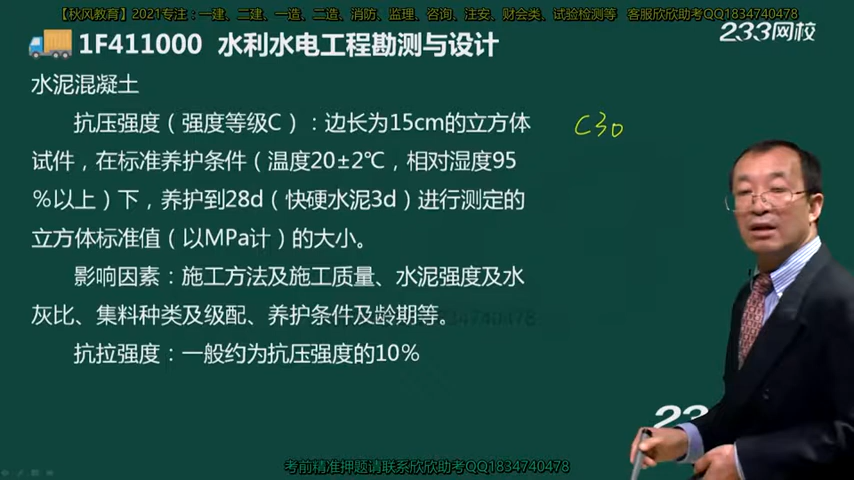 【秋风教育】2021专注：一建、二建、一造、二造、消防、监理、咨询、注安、财会类、试验检测等 客服欣欣助考QQ1834740478
233网校
1F411000 水利水电工程勘测与设计
水泥混凝土
抗压强度（强度等级C）：边长为15cm的立方体
C30
试件，在标准养护条件（温度20±2℃，相对湿度95
%以上）下，养护到28d（快硬水泥3d）进行测定的
立方体标准值（以MPa计）的大小。
影响因素：施工方法及施工质量、水泥强度及水
灰比、集料种类及级配、养护条件及龄期等。
抗拉强度：一般约为抗压强度的10%
233
考前精准押题请联系欣欣助考QQ1834740478